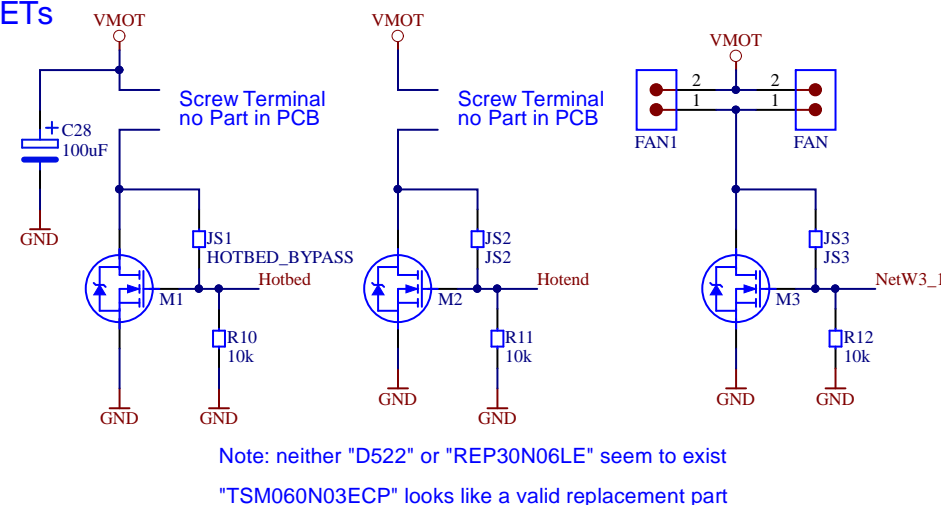 ETs
VMOT
VMOT
VMOT
Screw Terminal
no Part in PCB
Screw Terminal
no Part in PCB
2
2
1
1
FAN1
FAN
C28
100uF
GND
JS1
HOTBED_BYPASS
Hotbed
M1
R10
10k
GND
GND
JS2
JS2
Hotend
M2
R11
10k
GND
GND
JS3
JS3
NetW3_1
M3
R12
10k
GND
GND
Note: neither "D522" or "REP30N06LE" seem to exist
"TSM060N03ECP" looks like a valid replacement part